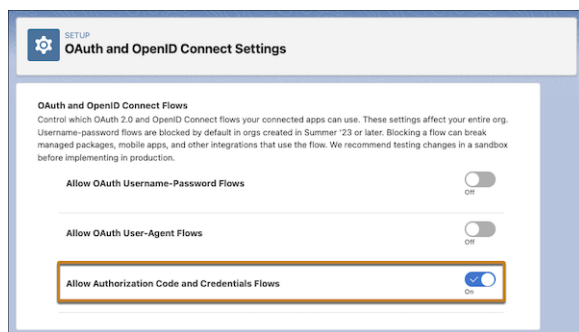 SETUP
OAuth and OpenID Connect Settings
OAuth and OpenID Connect Flows
Control which OAuth 2.0 and OpenID Connect flows your connected apps can use. These settings affect your entire org.
Username-password flows are blocked by default in orgs created in Summer '23 or later. Blocking a flow can break
managed packages, mobile apps, and other integrations that use the flow. We recommend testing changes in a sandbox
before implementing in production.
Allow OAuth Username-Password Flows
Off
Allow OAuth User-Agent Flows
Off
Allow Authorization Code and Credentials Flows
On